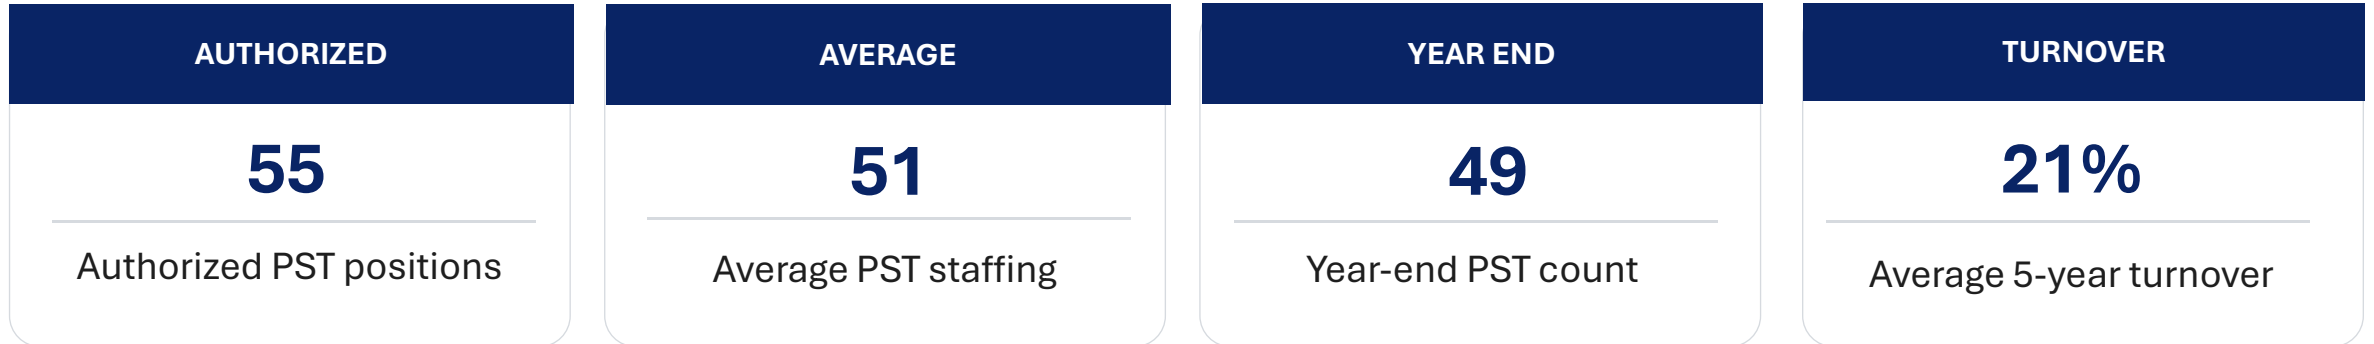 AUTHORIZED
55
Authorized PST positions
AVERAGE
51
Average PST staffing
YEAR END
49
Year-end PST count
TURNOVER
21%
Average 5-year turnover